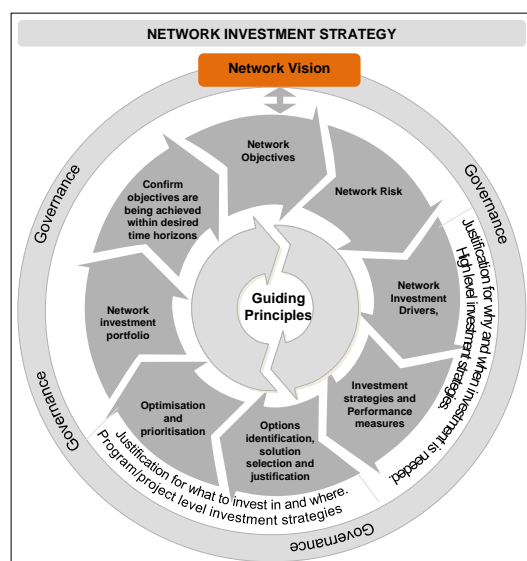 NETWORK INVESTMENT STRATEGY
Network Vision
Network
Objectives
Network Risk
Network
Investment
Drivers,
Investment
strategies and
Performance
measures
Options
identification,
solution
selection and
justification
Optimisation
and
prioritisation
Network
investment
portfolio
Confirm
objectives are
being achieved
within desired
time horizons
Guiding
Principles
Governance
Governance
Governance
Governance
Justification for why and when investment is needed.
High level investment strategies.
Justification for what to invest in and where.
Program/project level investment strategies